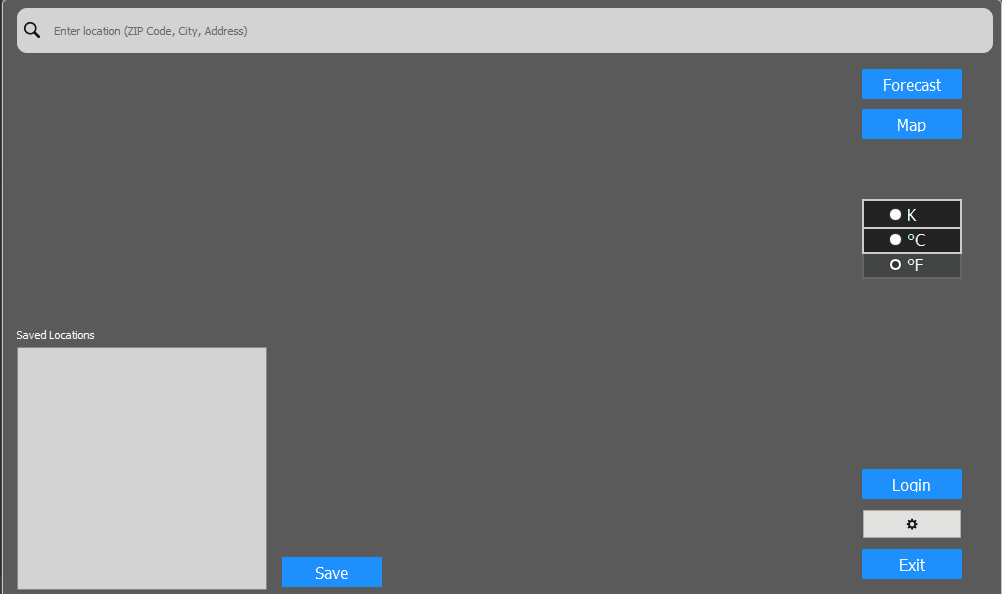 Enter location (ZIP Code, City, Address)
Forecast
Map
K
°C
°F
Saved Locations
Login
Save
Exit